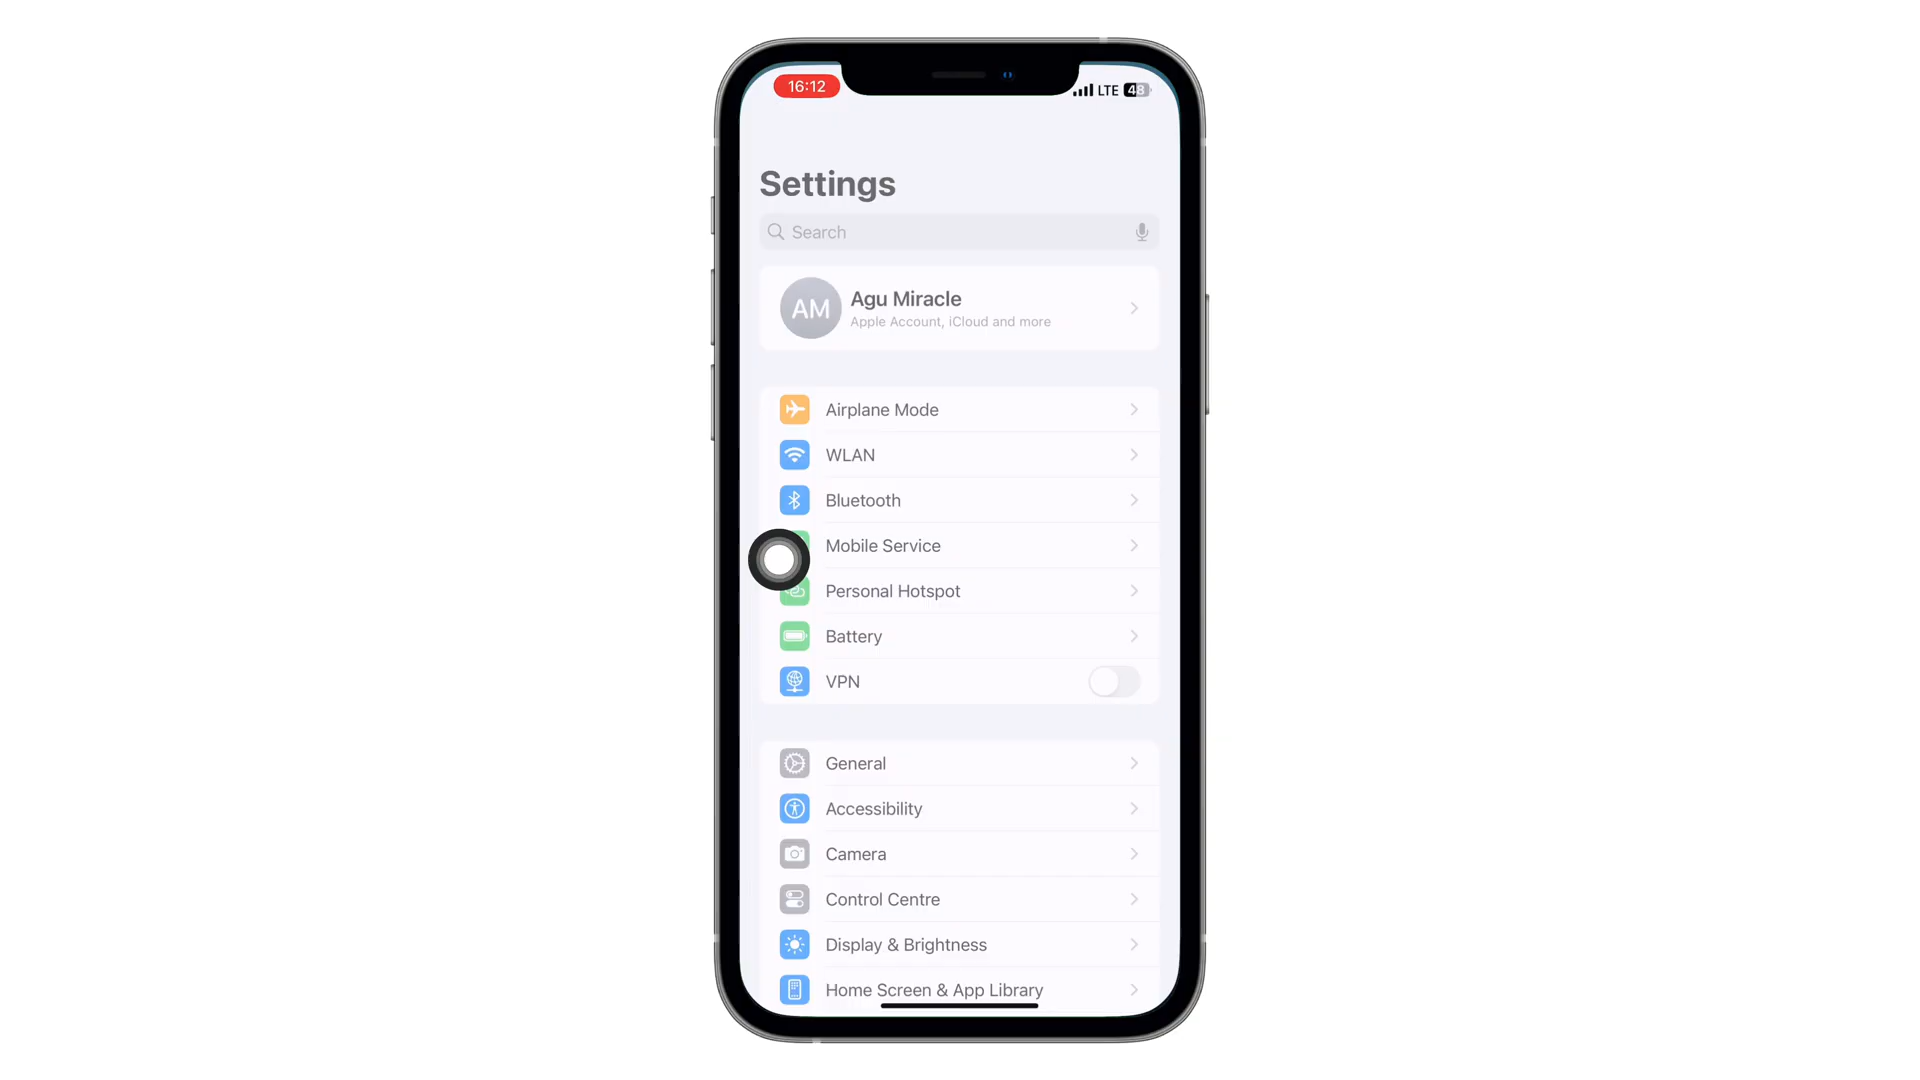 16:12
LTE 48
Settings
Search
AM
Agu Miracle
Apple Account, iCloud and more
Airplane Mode
WLAN
Bluetooth
Mobile Service
Personal Hotspot
Battery
VPN
General
Accessibility
Camera
Control Centre
Display & Brightness
Home Screen & App Library